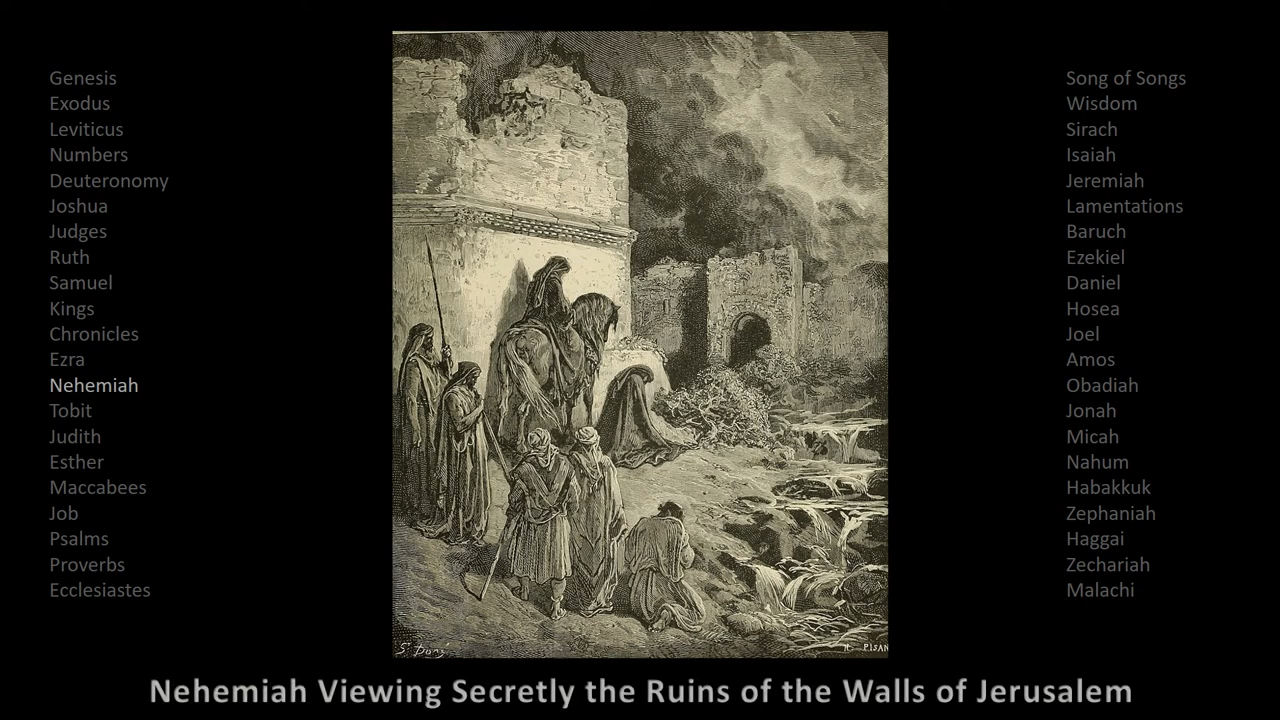 Genesis
Exodus
Leviticus
Numbers
Deuteronomy
Joshua
Judges
Ruth
Samuel
Kings
Chronicles
Ezra
Nehemiah
Tobit
Judith
Esther
Maccabees
Job
Psalms
Proverbs
Ecclesiastes
Song of Songs
Wisdom
Sirach
Isaiah
Jeremiah
Lamentations
Baruch
Ezekiel
Daniel
Hosea
Joel
Amos
Obadiah
Jonah
Micah
Nahum
Habakkuk
Zephaniah
Haggai
Zechariah
Malachi
G. Doré
H. PISAN
Nehemiah Viewing Secretly the Ruins of the Walls of Jerusalem